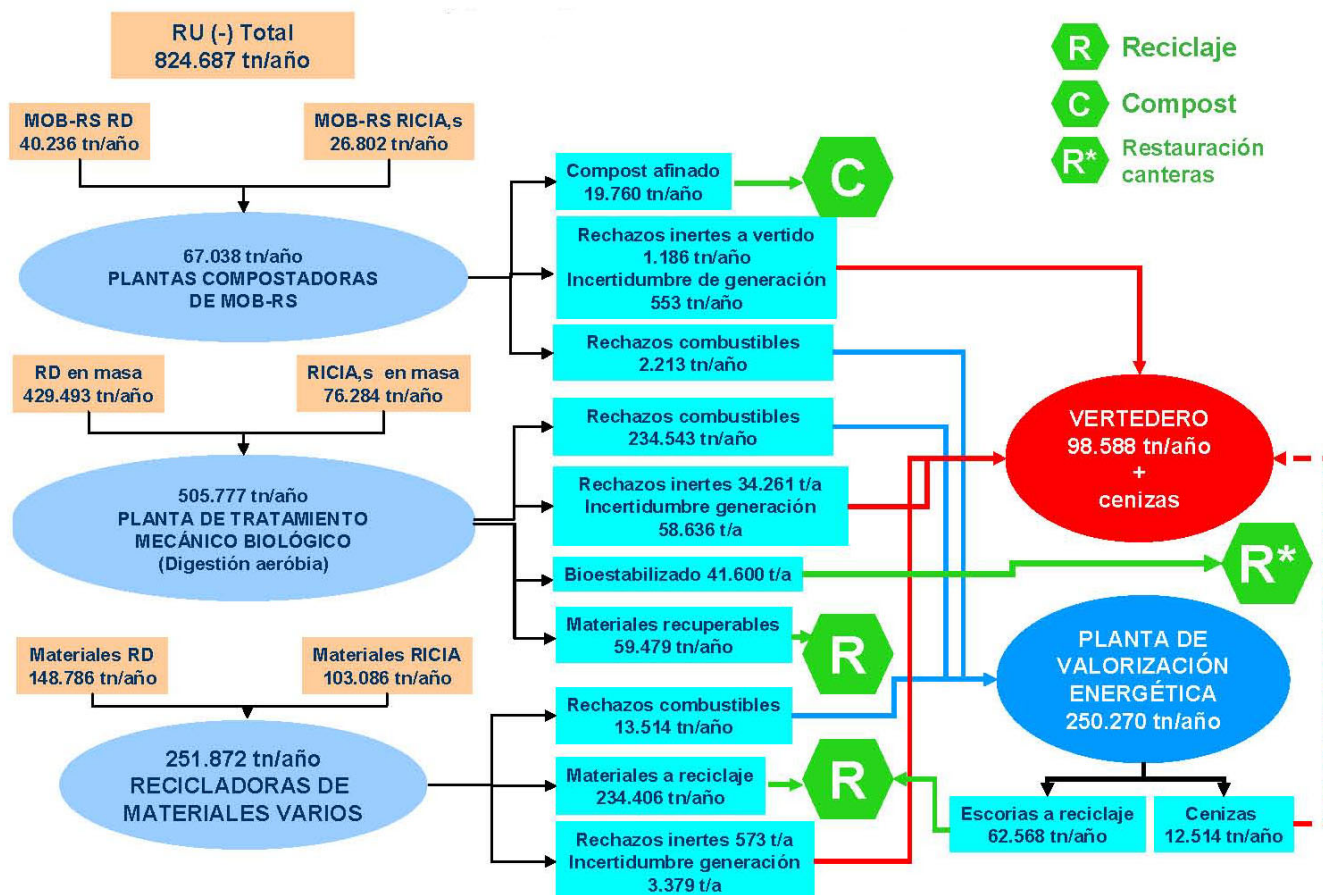 RU (-) Total
824.687 tn/año
R Reciclaje
C Compost
R* Restauración
canteras
MOB-RS RD
40.236 tn/año
MOB-RS RICIA,s
26.802 tn/año
67.038 tn/año
PLANTAS COMPOSTADORAS
DE MOB-RS
Compost afinado
19.760 tn/año
C
Rechazos inertes a vertido
1.186 tn/año
Incertidumbre de generación
553 tn/año
Rechazos combustibles
2.213 tn/año
RD en masa
429.493 tn/año
RICIA,s en masa
76.284 tn/año
505.777 tn/año
PLANTA DE TRATAMIENTO
MECÁNICO BIOLÓGICO
(Digestión aeróbia)
Rechazos combustibles
234.543 tn/año
Rechazos inertes 34.261 t/a
Incertidumbre generación
58.636 t/a
Bioestabilizado 41.600 t/a
Materiales recuperables
59.479 tn/año
R
VERTEDERO
98.588 tn/año
+
cenizas
R*
Materiales RD
148.786 tn/año
Materiales RICIA
103.086 tn/año
251.872 tn/año
RECICLADORAS DE
MATERIALES VARIOS
Rechazos combustibles
13.514 tn/año
Materiales a reciclaje
234.406 tn/año
R
Rechazos inertes 573 t/a
Incertidumbre generación
3.379 t/a
PLANTA DE
VALORIZACIÓN
ENERGÉTICA
250.270 tn/año
Escorias a reciclaje
62.568 tn/año
Cenizas
12.514 tn/año